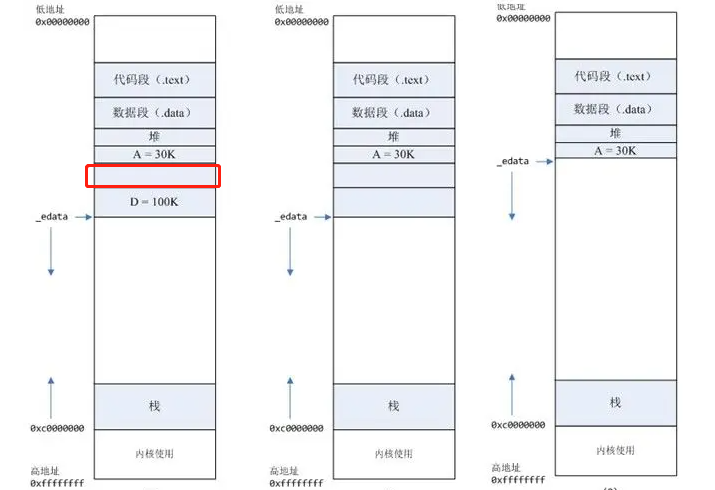 低地址
0x00000000
代码段（.text）
数据段（.data）
堆
A = 30K
D = 100K
_edata
栈
0xc0000000
内核使用
高地址
0xffffffff
低地址
0x00000000
代码段（.text）
数据段（.data）
堆
A = 30K
_edata
栈
0xc0000000
内核使用
高地址
0xffffffff
低地址
0x00000000
代码段（.text）
数据段（.data）
堆
A = 30K
_edata
栈
0xc0000000
内核使用
高地址
0xffffffff